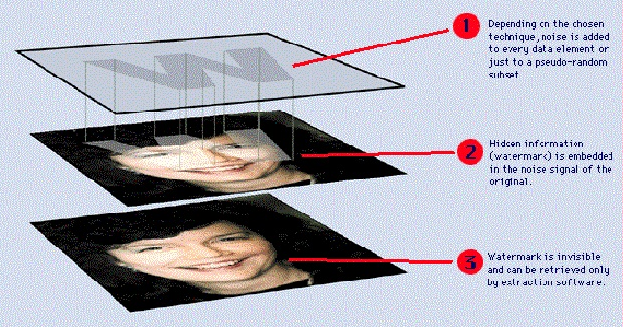 1
Depending on the chosen
technique, noise is added
to every data element or
just to a pseudo-random
subset
2
Hidden information
(watermark) is embedded
in the noise signal of the
original.
3
Watermark is invisible
and can be retrieved only
by extraction software.
W